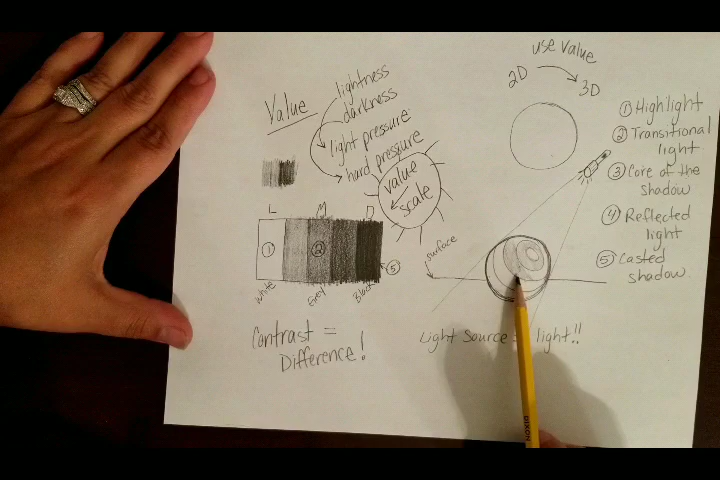 Value
lightness
darkness
light pressure
hard pressure
value
scale
L M D
①
②
⑤
White
Grey
Black
Contrast =
Difference!
use value
2D
3D
① Highlight
② Transitional
light
③ Core of the
shadow
④ Reflected
light
⑤ Casted
shadow
surface
Light Source light!!
DIXON